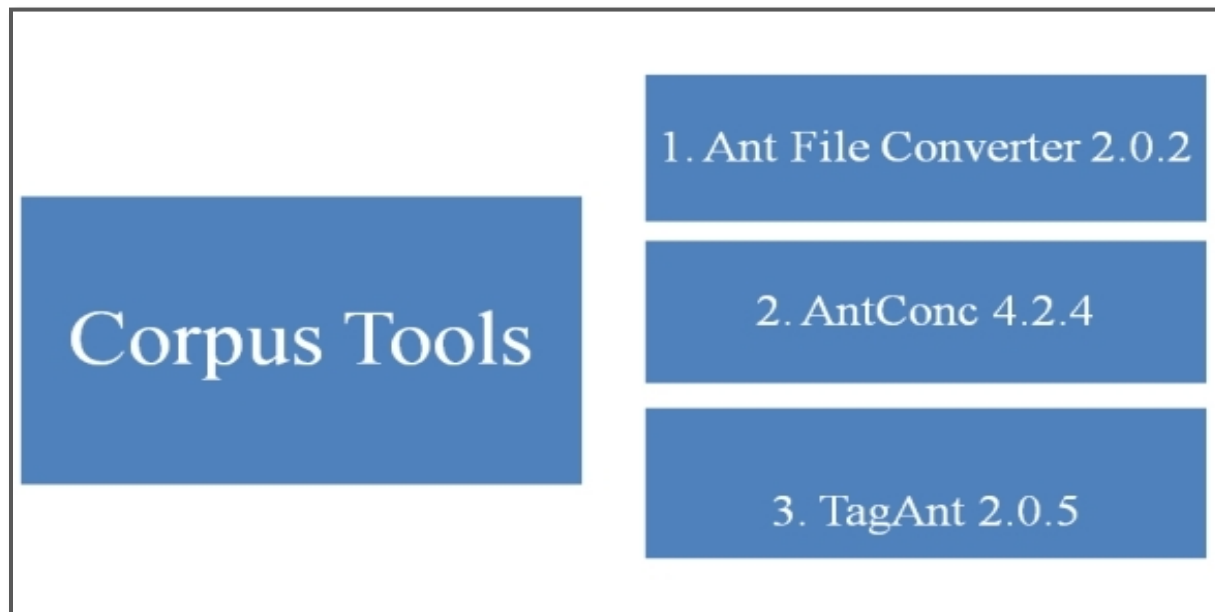 Corpus Tools
1. Ant File Converter 2.0.2
2. AntConc 4.2.4
3. TagAnt 2.0.5